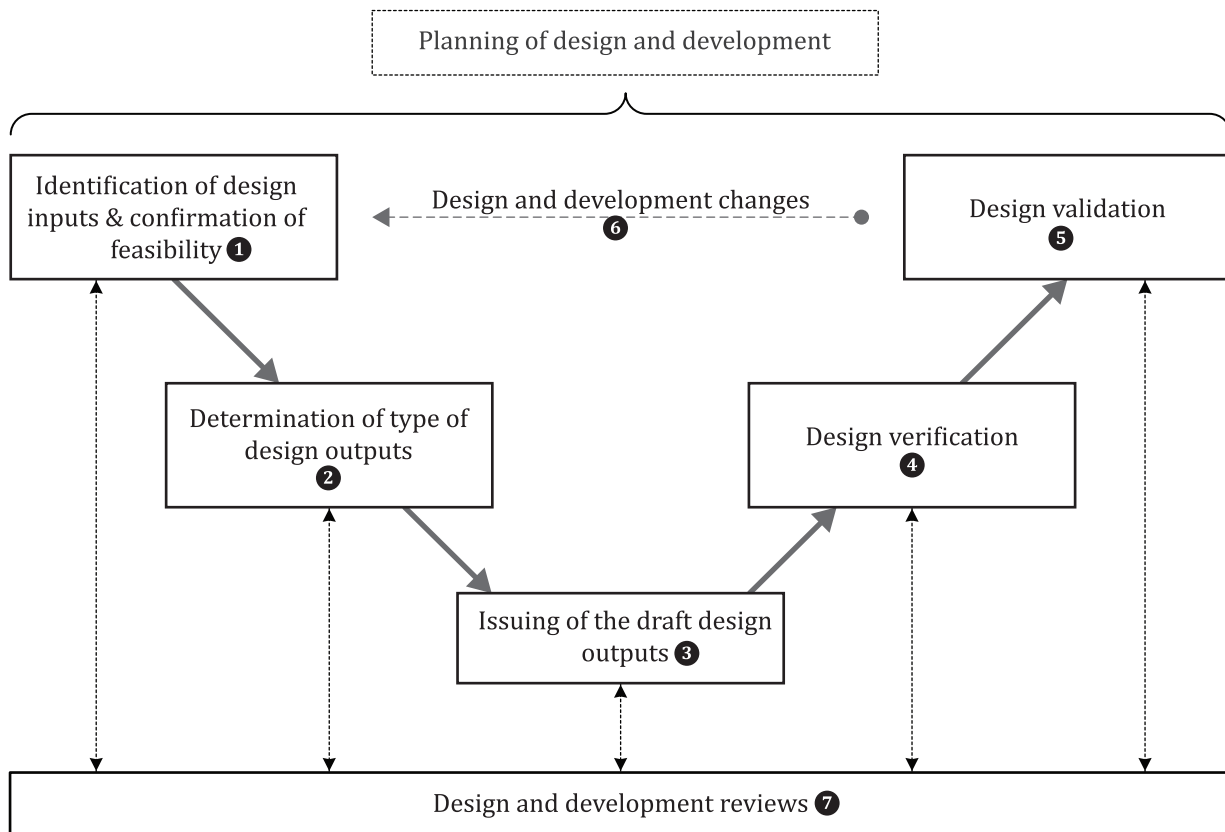 Planning of design and development
Identification of design
inputs & confirmation of
feasibility 1
Design and development changes
6
Design validation
5
Determination of type of
design outputs
2
Design verification
4
Issuing of the draft design
outputs 3
Design and development reviews 7